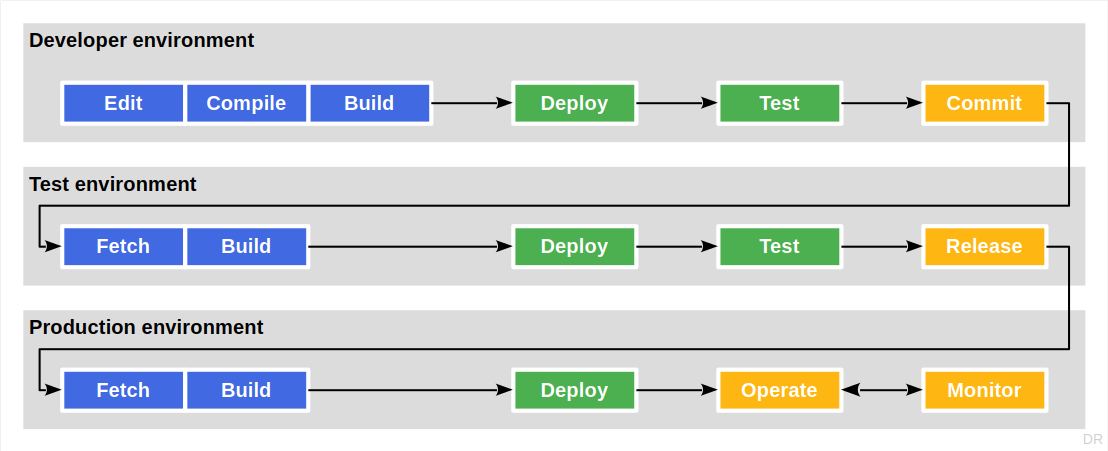 Developer environment
Edit Compile Build Deploy Test Commit
Test environment
Fetch Build Deploy Test Release
Production environment
Fetch Build Deploy Operate Monitor
DR